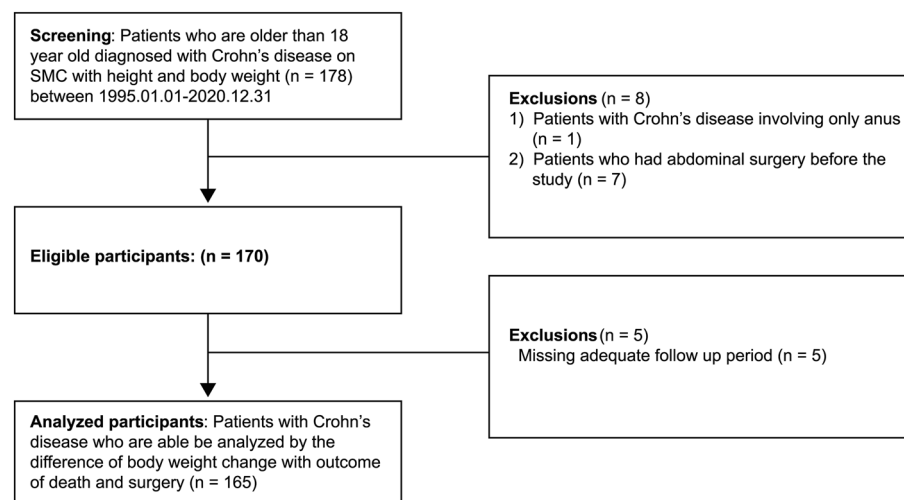 Screening: Patients who are older than 18
year old diagnosed with Crohn's disease on
SMC with height and body weight (n = 178)
between 1995.01.01-2020.12.31
Exclusions (n = 8)
1) Patients with Crohn's disease involving only anus
(n = 1)
2) Patients who had abdominal surgery before the
study (n = 7)
Eligible participants: (n = 170)
Exclusions (n = 5)
Missing adequate follow up period (n = 5)
Analyzed participants: Patients with Crohn's
disease who are able be analyzed by the
difference of body weight change with outcome
of death and surgery (n = 165)